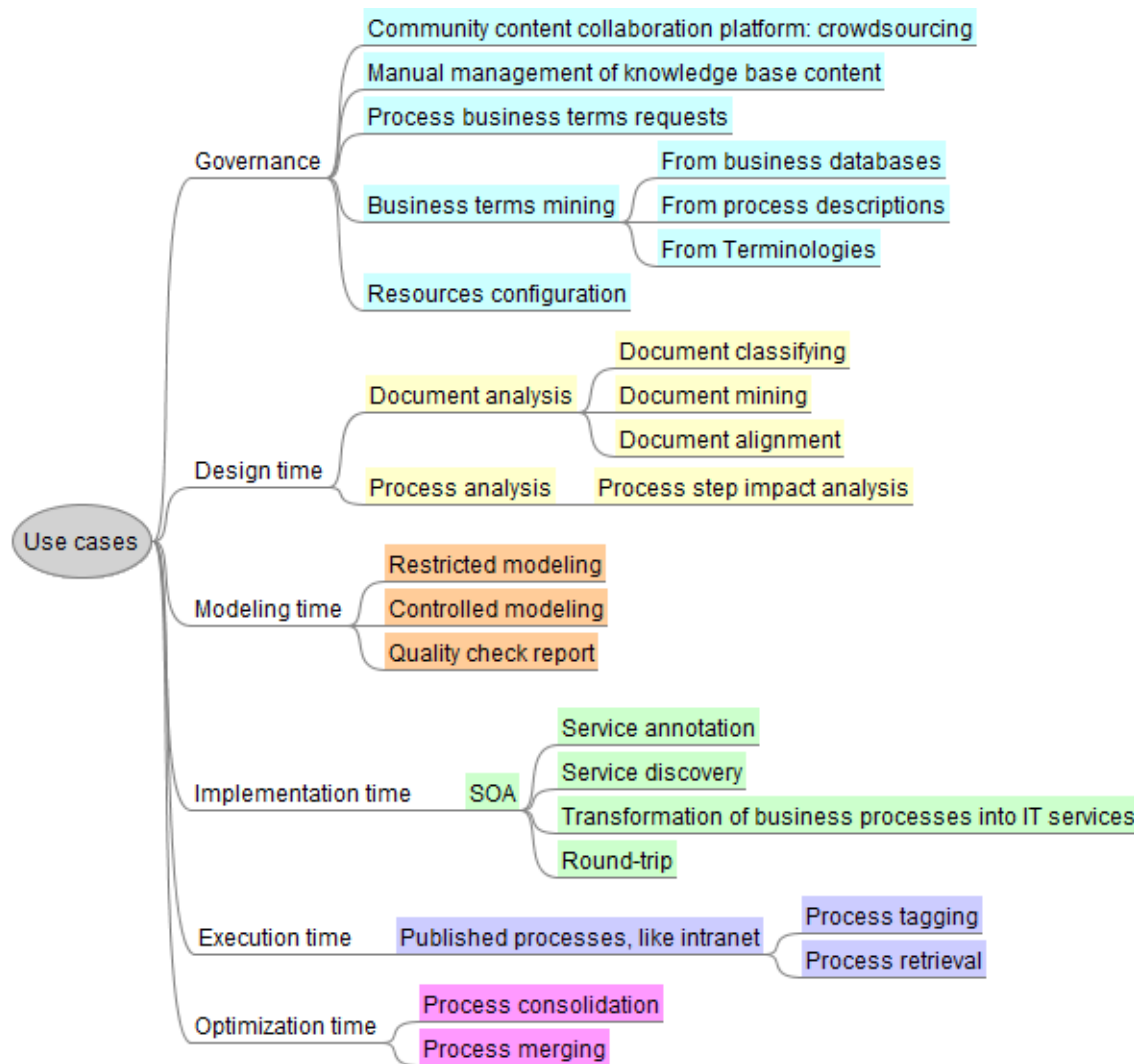 Use cases
Governance
Community content collaboration platform: crowdsourcing
Manual management of knowledge base content
Process business terms requests
Business terms mining
From business databases
From process descriptions
From Terminologies
Resources configuration
Design time
Document analysis
Document classifying
Document mining
Document alignment
Process analysis
Process step impact analysis
Modeling time
Restricted modeling
Controlled modeling
Quality check report
Implementation time
SOA
Service annotation
Service discovery
Transformation of business processes into IT services
Round-trip
Execution time
Published processes, like intranet
Process tagging
Process retrieval
Optimization time
Process consolidation
Process merging